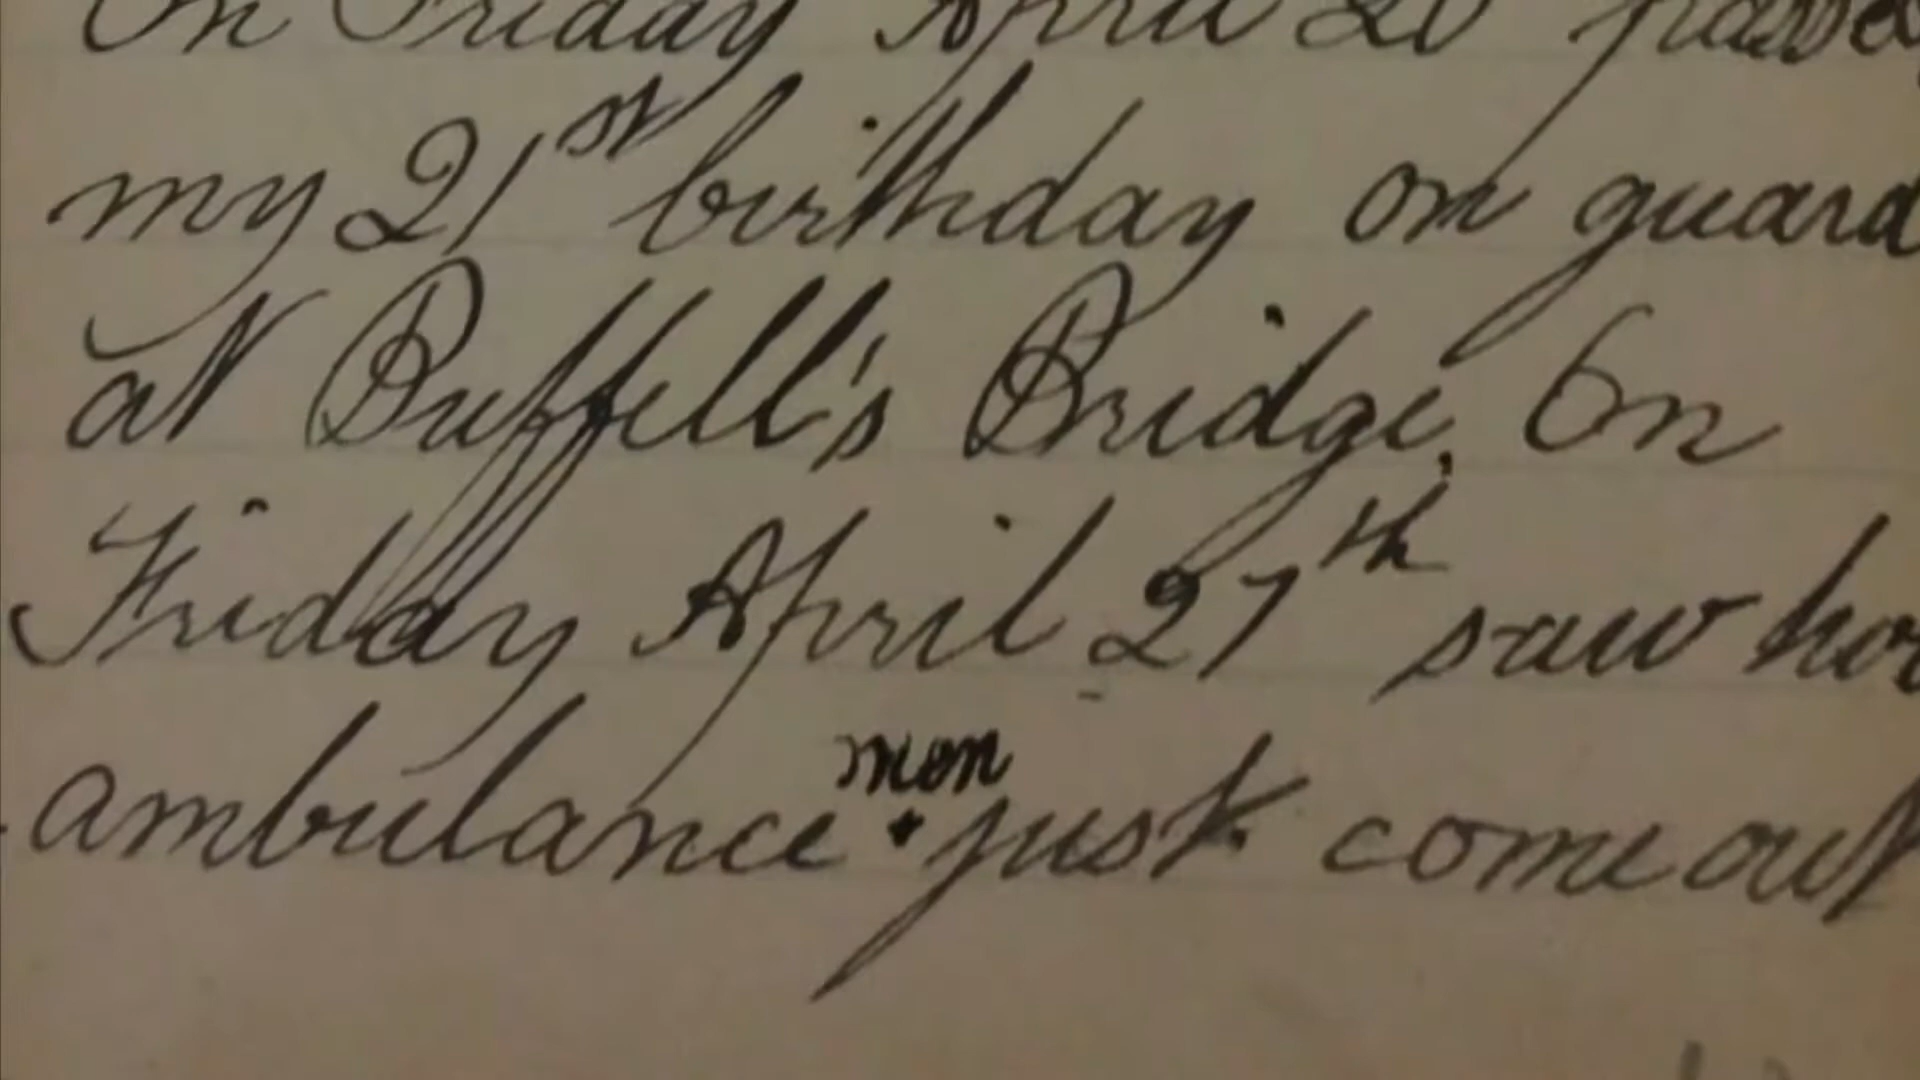 On Friday April 20 passed
my 21st birthday on guard
at Buffell's Bridge. On
Friday April 27th saw
men
ambulance just come out